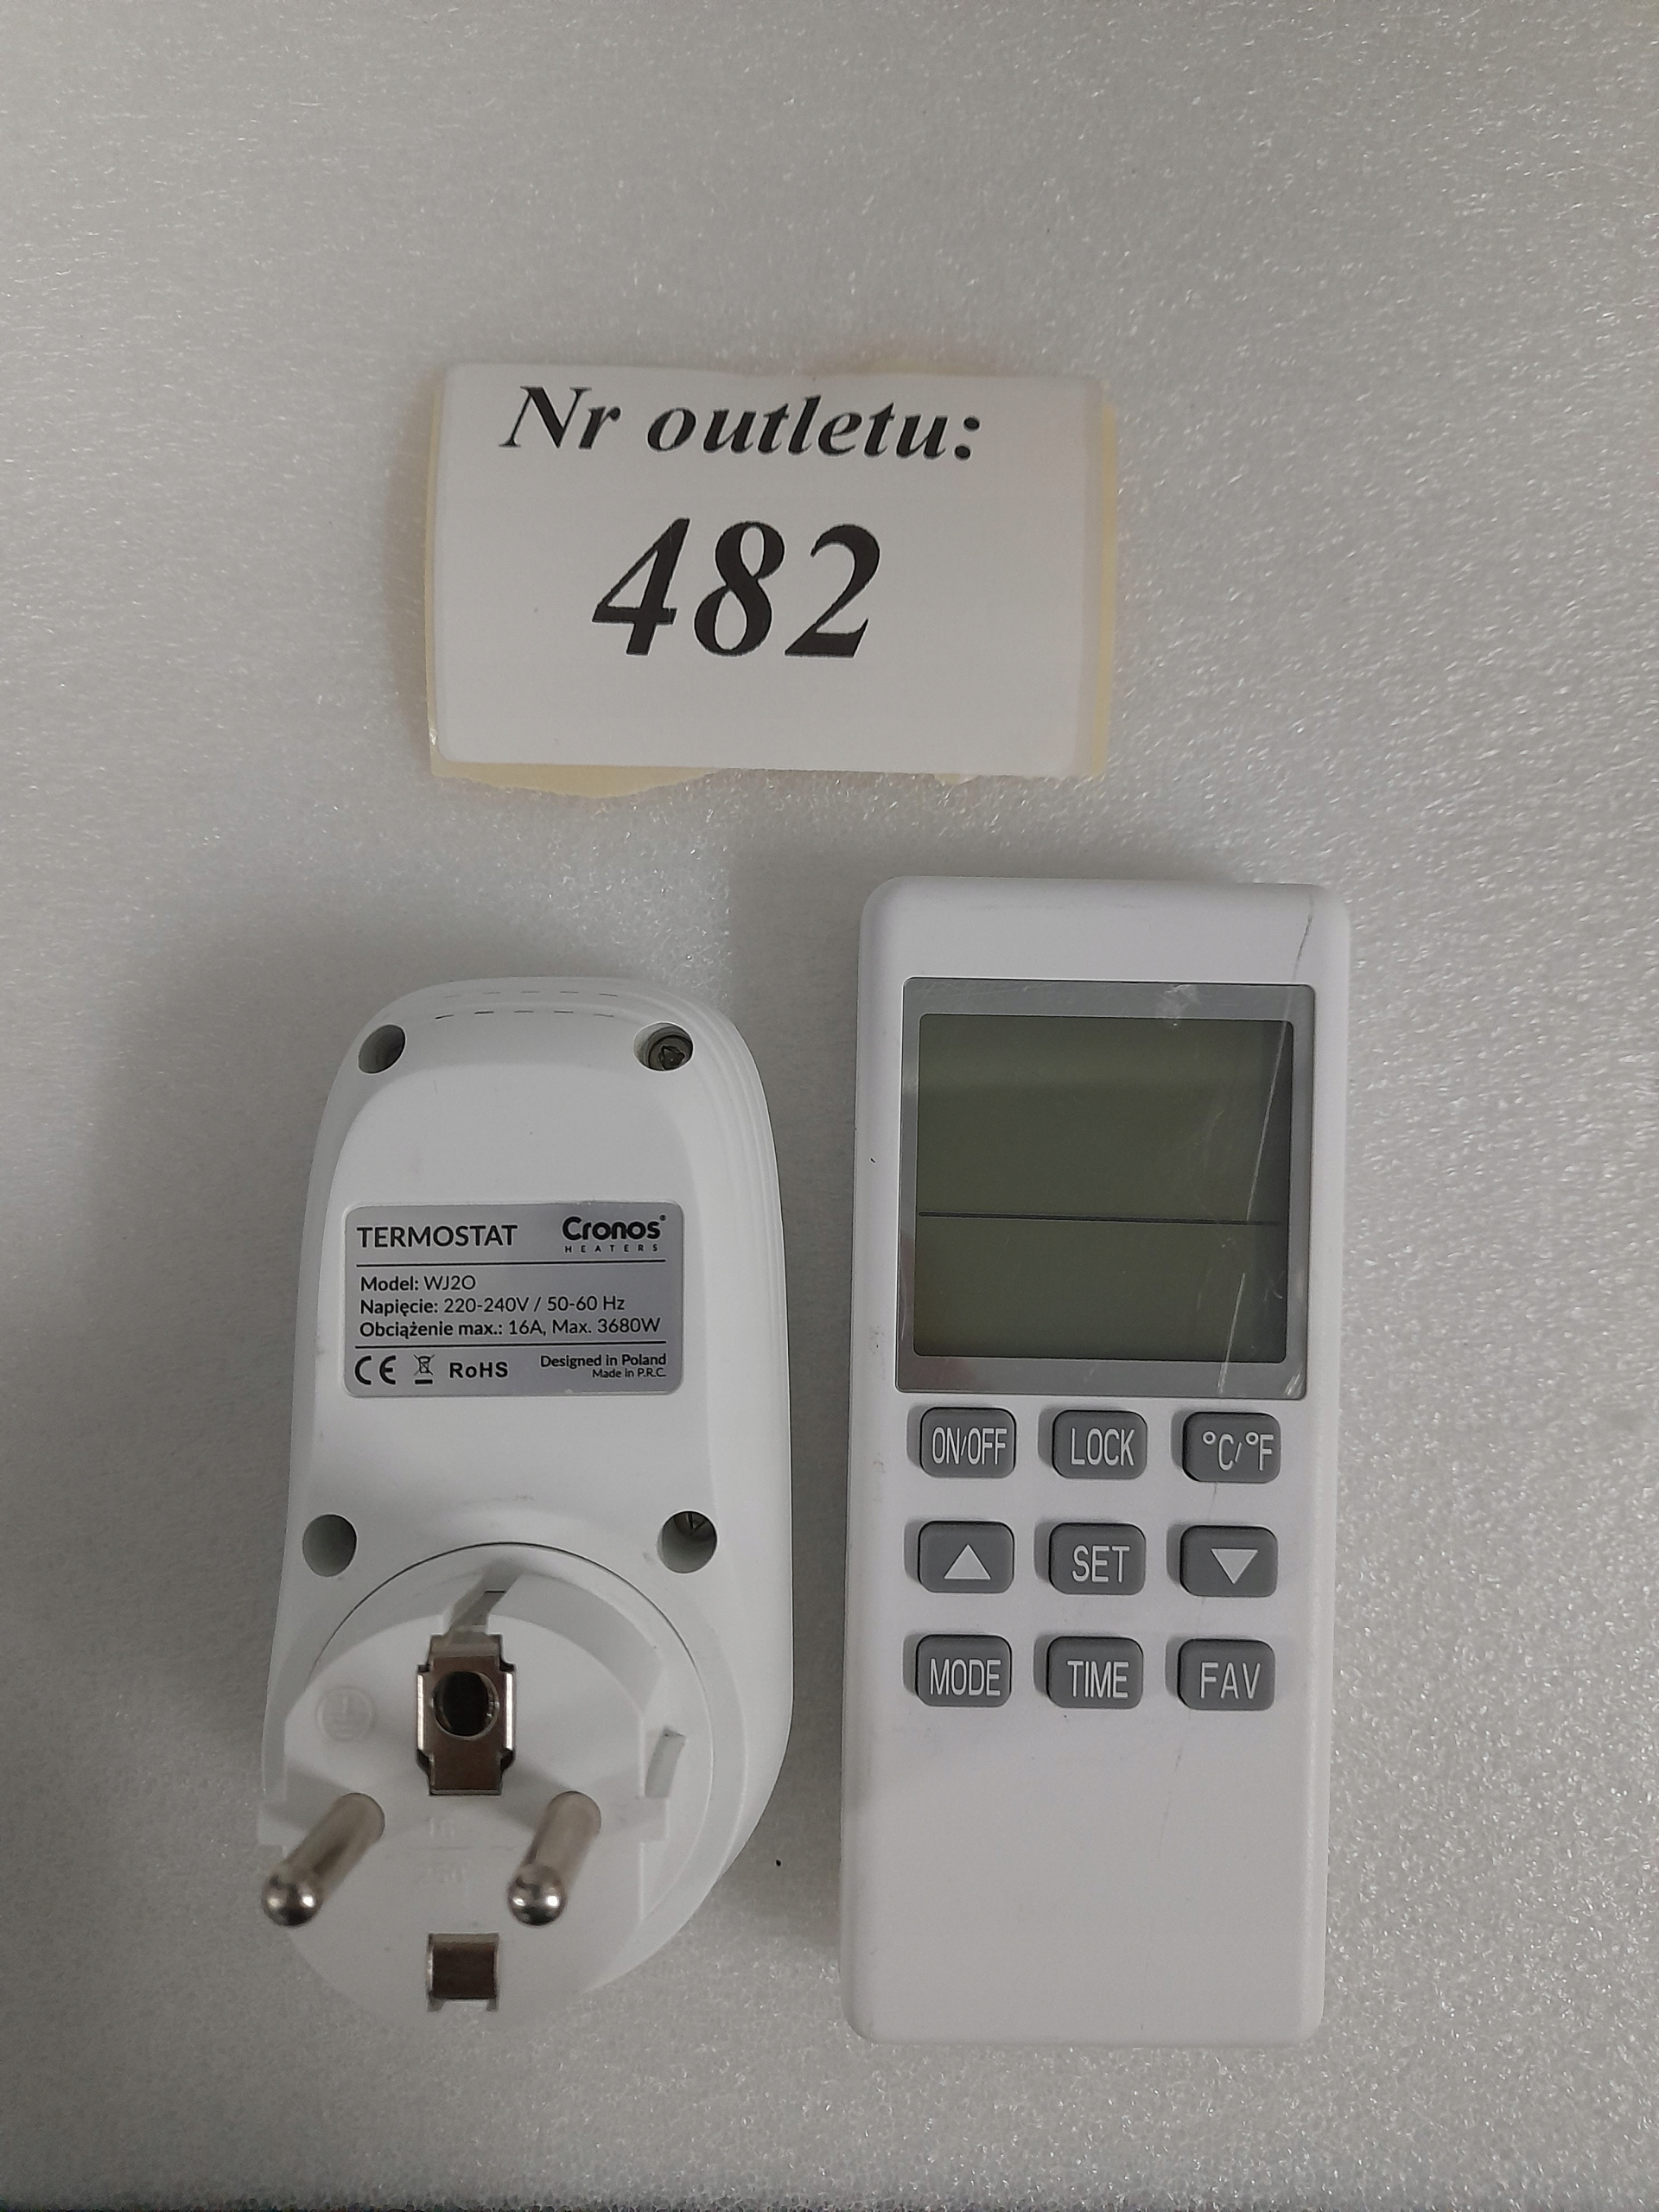 Nr outletu:
482
TERMOSTAT
Cronos®
HEATERS
Model: WJ2O
Napięcie: 220-240V / 50-60 Hz
Obciążenie max.: 16A, Max. 3680W
CE RoHS
Designed in Poland
Made in P.R.C.
ON/OFF LOCK °C/°F
▲ SET ▼
MODE TIME FAV